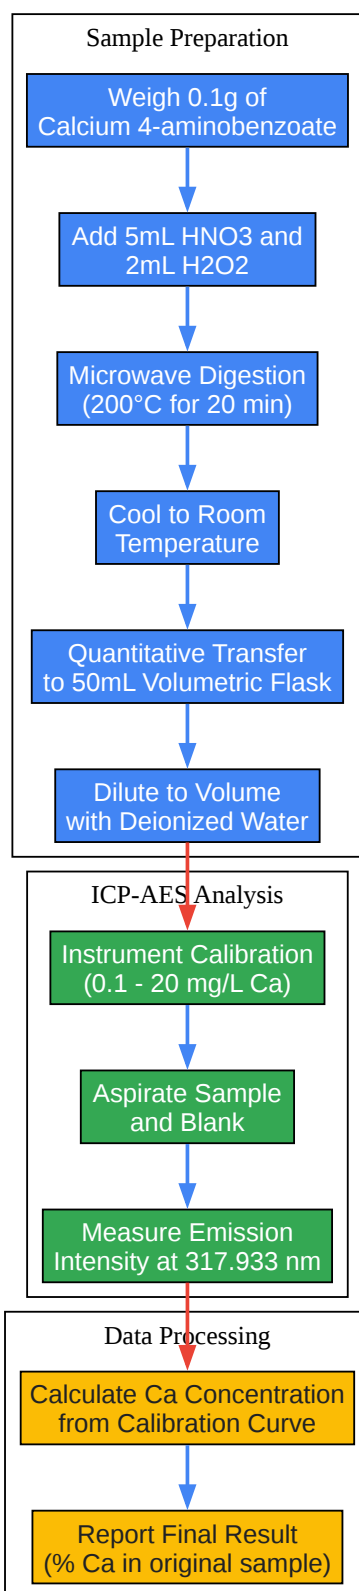 Sample Preparation
Weigh 0.1g of
Calcium 4-aminobenzoate
Add 5mL HNO3 and
2mL H2O2
Microwave Digestion
(200°C for 20 min)
Cool to Room
Temperature
Quantitative Transfer
to 50mL Volumetric Flask
Dilute to Volume
with Deionized Water
ICP-AES Analysis
Instrument Calibration
(0.1 - 20 mg/L Ca)
Aspirate Sample
and Blank
Measure Emission
Intensity at 317.933 nm
Data Processing
Calculate Ca Concentration
from Calibration Curve
Report Final Result
(% Ca in original sample)